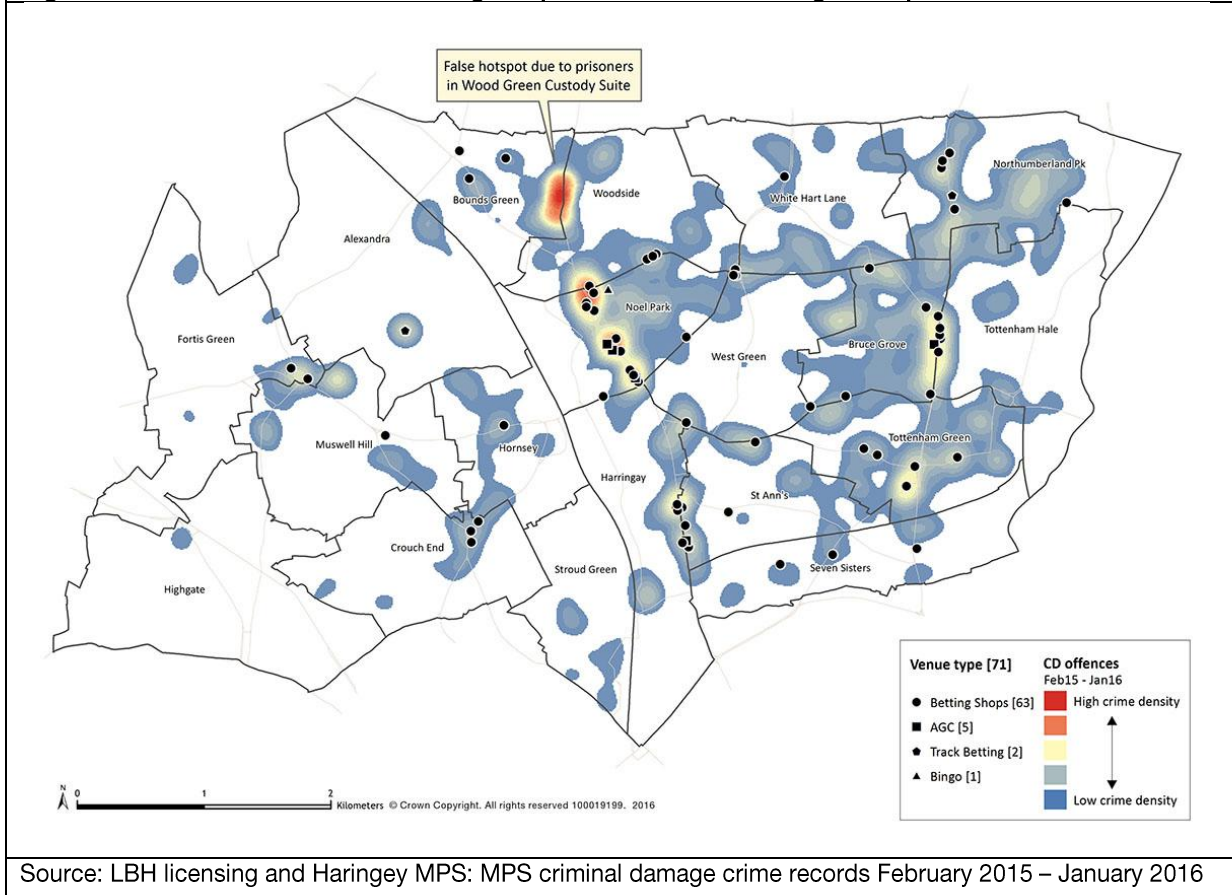 False hotspot due to prisoners
in Wood Green Custody Suite
Northumberland Pk
Woodside
White Hart Lane
Bounds Green
Alexandra
Noel Park
Tottenham Hale
Fortis Green
Bruce Grove
West Green
Tottenham Green
Muswell Hill
Hornsey
Harringay
St Ann's
Crouch End
Stroud Green
Seven Sisters
Highgate
Venue type [71]
Betting Shops [63]
AGC [5]
Track Betting [2]
Bingo [1]
CD offences
Feb15 - Jan16
High crime density
Low crime density
N
0 1 2
Kilometers © Crown Copyright. All rights reserved 100019199. 2016
Source: LBH licensing and Haringey MPS: MPS criminal damage crime records February 2015 – January 2016